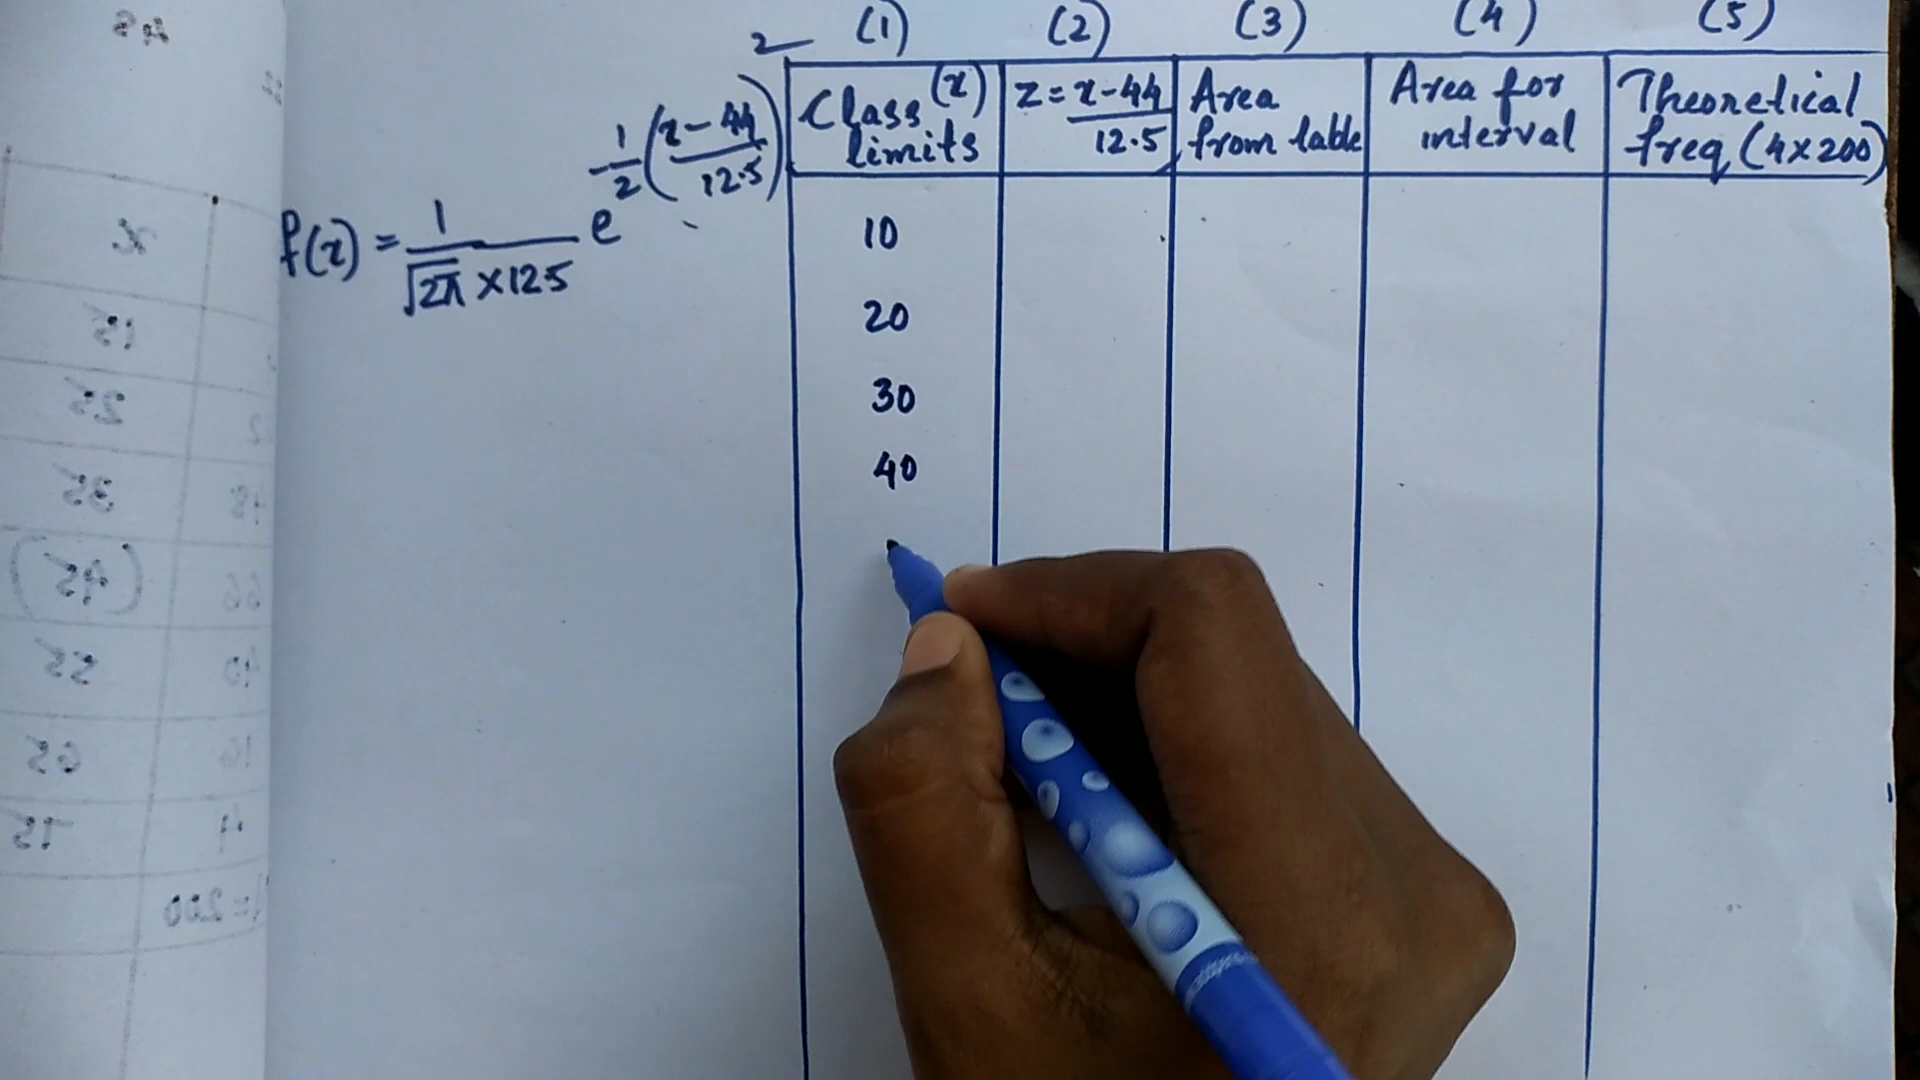 (1) (2) (3) (4) (5)
Class (x) limits
z = x-44 / 12.5
Area from table
Area for interval
Theoretical freq (4×200)
f(x) = 1 / √2π ×12.5 e -1/2 (x-44 / 12.5) 2
10
20
30
40